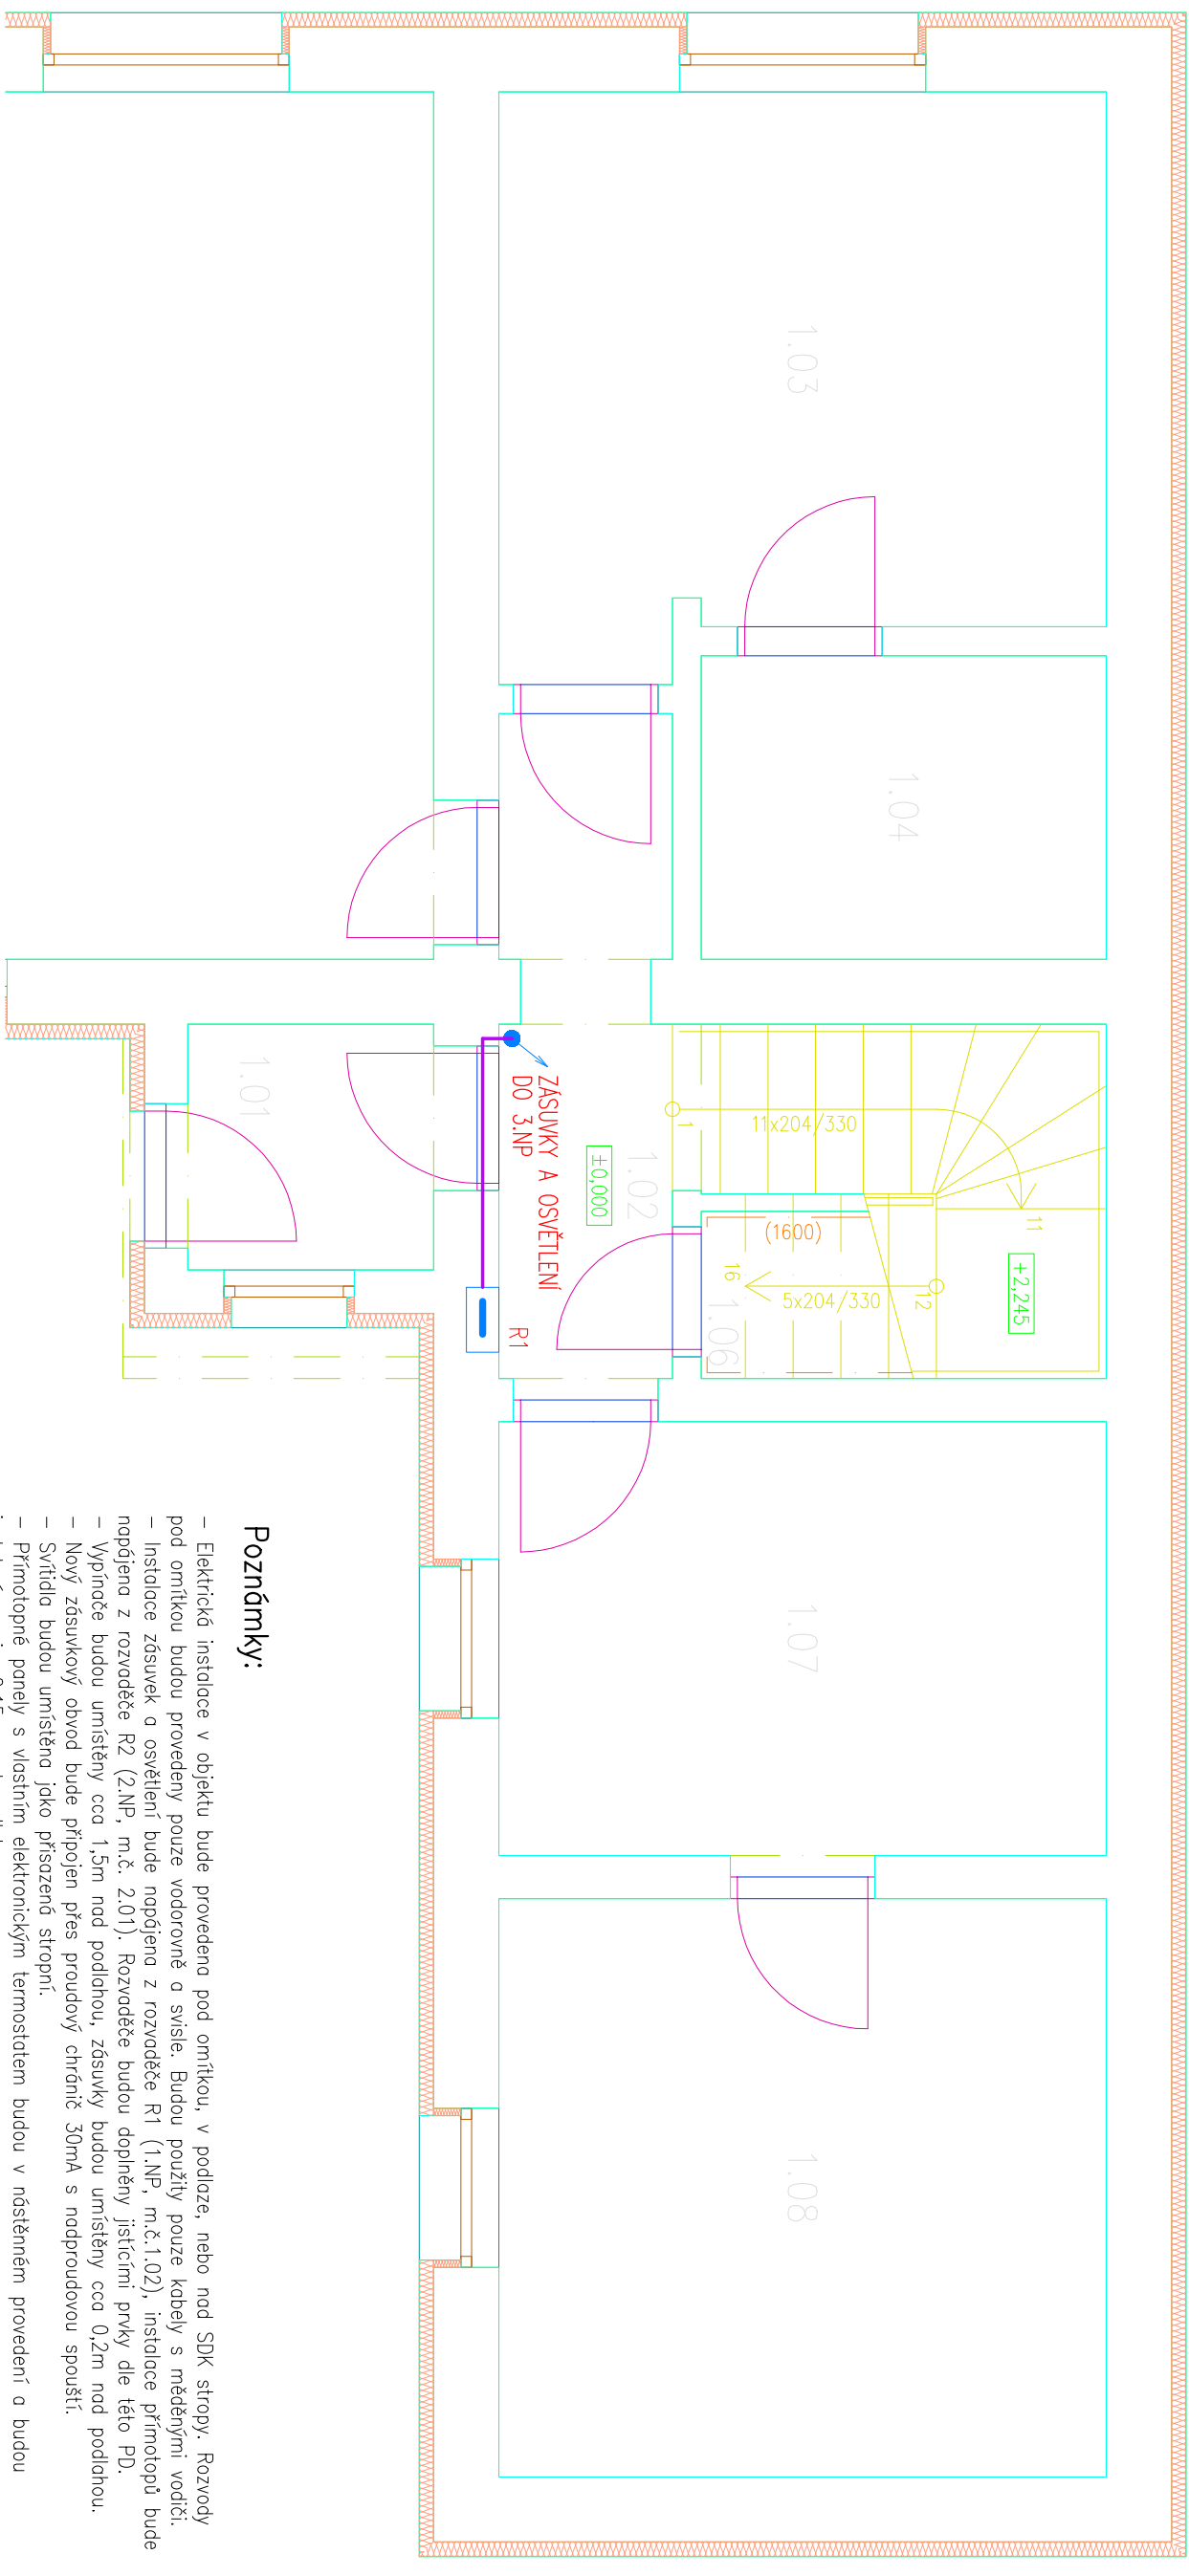 1.03
1.04
1.01
1.02
1.06
1.07
1.08
ZÁSUVKY A OSVĚTLENÍ
DO 3.NP
R1
±0,000
+2,245
11x204/330
5x204/330
(1600)
1
11
12
16
Poznámky:
– Elektrická instalace v objektu bude provedena pod omítkou, v podlaze, nebo nad SDK stropy. Rozvody
pod omítkou budou provedeny pouze vodorovně a svisle. Budou použity pouze kabely s měděnými vodiči.
– Instalace zásuvek a osvětlení bude napájena z rozvaděče R1 (1.NP, m.č.1.02), instalace přímotopů bude
napájena z rozvaděče R2 (2.NP, m.č. 2.01). Rozvaděče budou doplněny jistícími prvky dle této PD.
– Vypínače budou umístěny cca 1,5m nad podlahou, zásuvky budou umístěny cca 0,2m nad podlahou.
– Nový zásuvkový obvod bude připojen přes proudový chránič 30mA s nadproudovou spouští.
– Svítidla budou umístěna jako přisazená stropní.
– Přímotopné panely s vlastním elektronickým termostatem budou v nástěnném provedení a budou